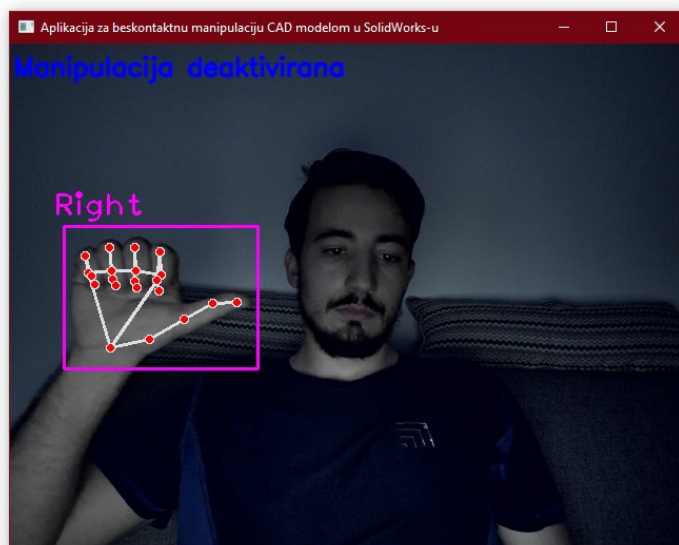 Aplikacija za beskontaktnu manipulaciju CAD modelom u SolidWorks-u
Manipulacija deaktivirana
Right